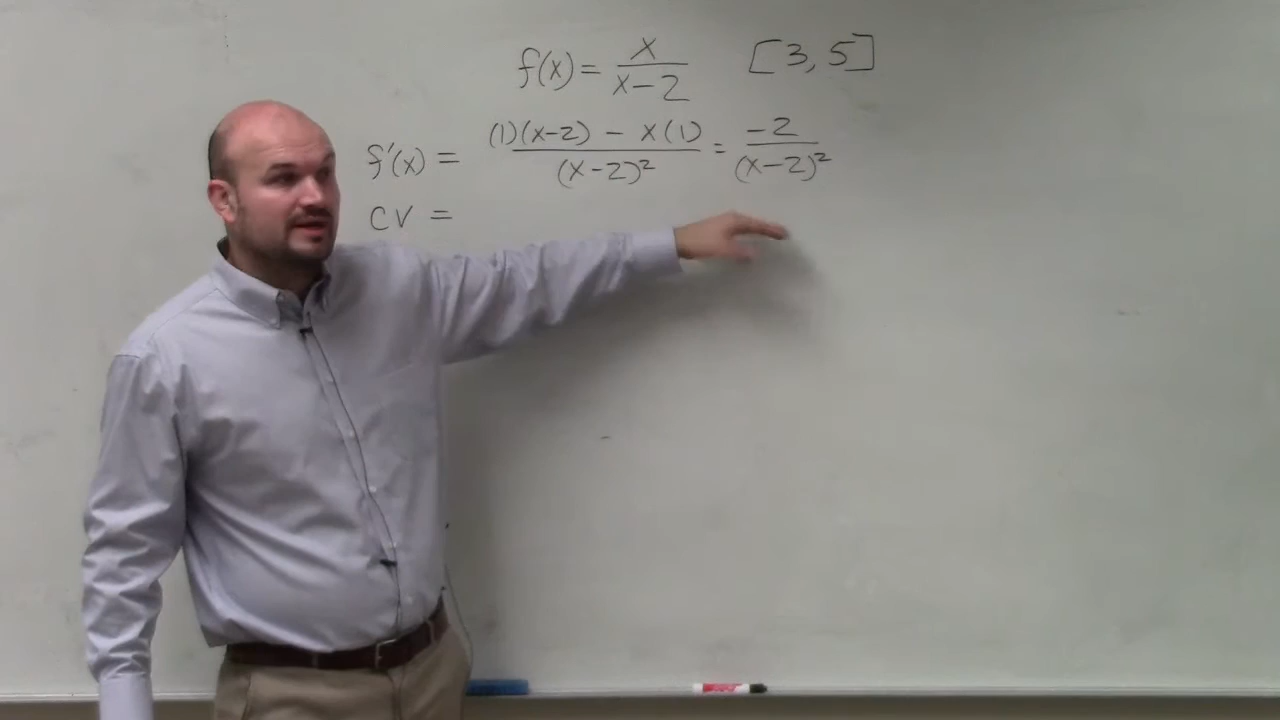 f(x) = x/(x-2) [3, 5]
f'(x) = ((1)(x-2) - x(1))/(x-2)² = -2/(x-2)²
CV =